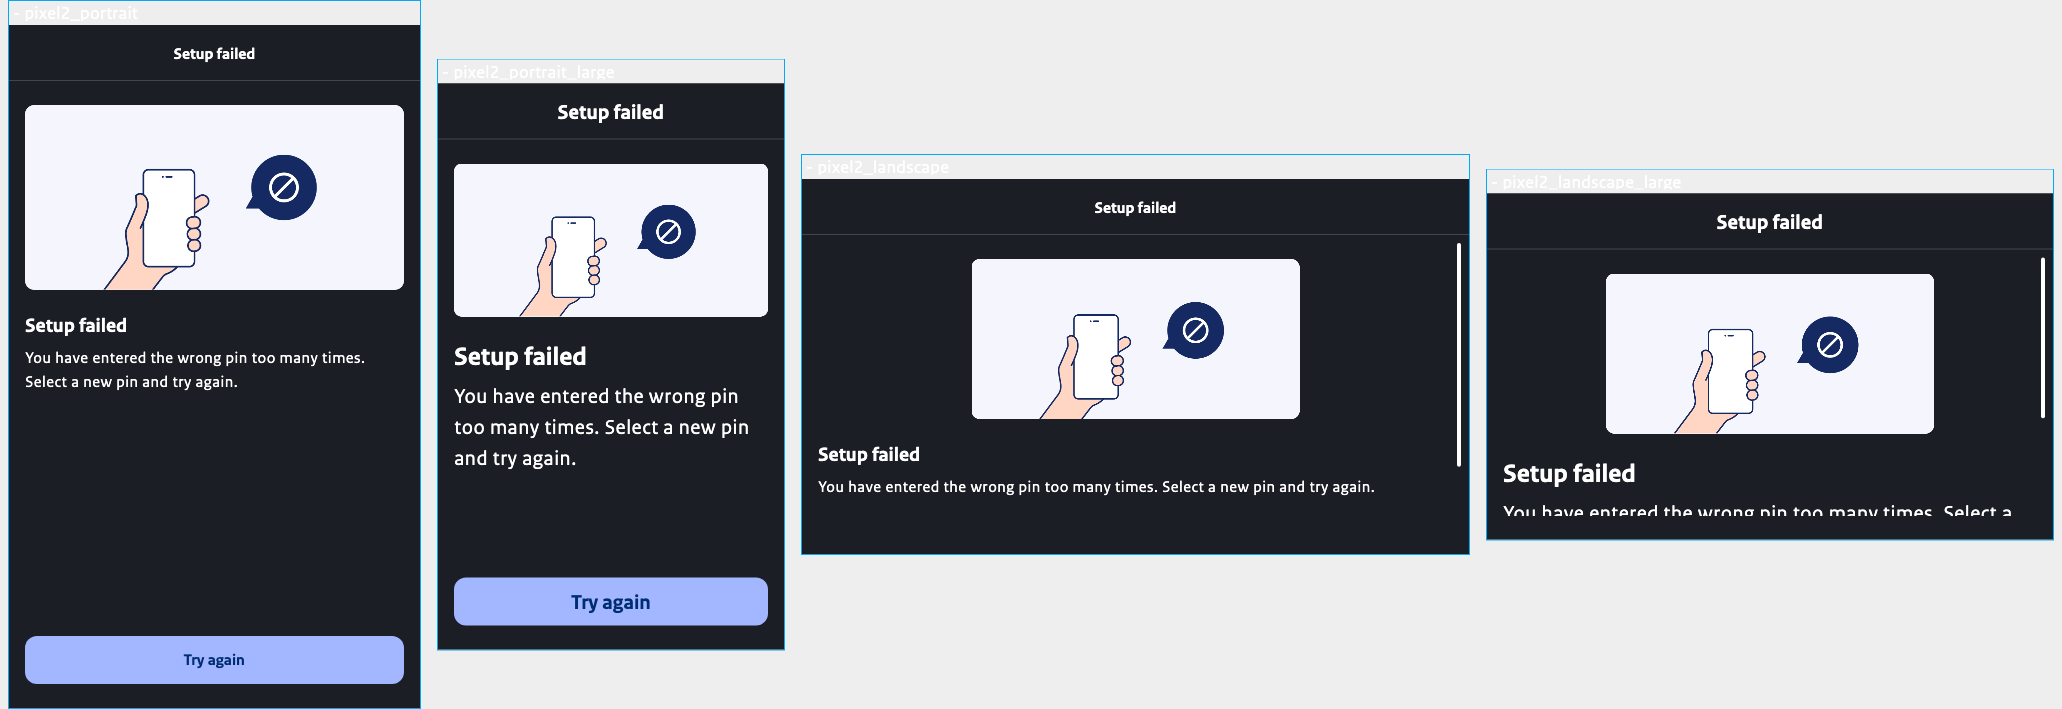 - pixel2_portrait
Setup failed
Setup failed
You have entered the wrong pin too many times.
Select a new pin and try again.
Try again
- pixel2_portrait_large
Setup failed
Setup failed
You have entered the wrong pin
too many times. Select a new pin
and try again.
Try again
- pixel2_landscape
Setup failed
Setup failed
You have entered the wrong pin too many times. Select a new pin and try again.
- pixel2_landscape_large
Setup failed
Setup failed
You have entered the wrong pin too many times. Select a